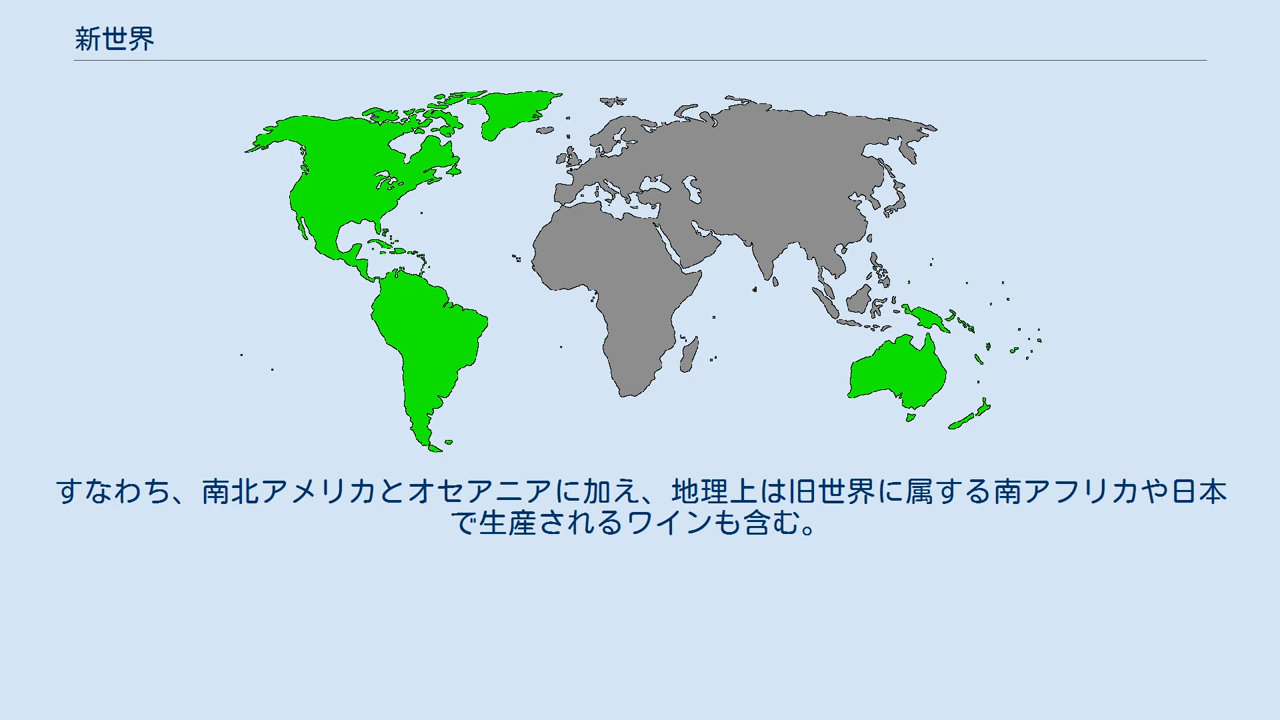 新世界
すなわち、南北アメリカとオセアニアに加え、地理上は旧世界に属する南アフリカや日本
で生産されるワインも含む。